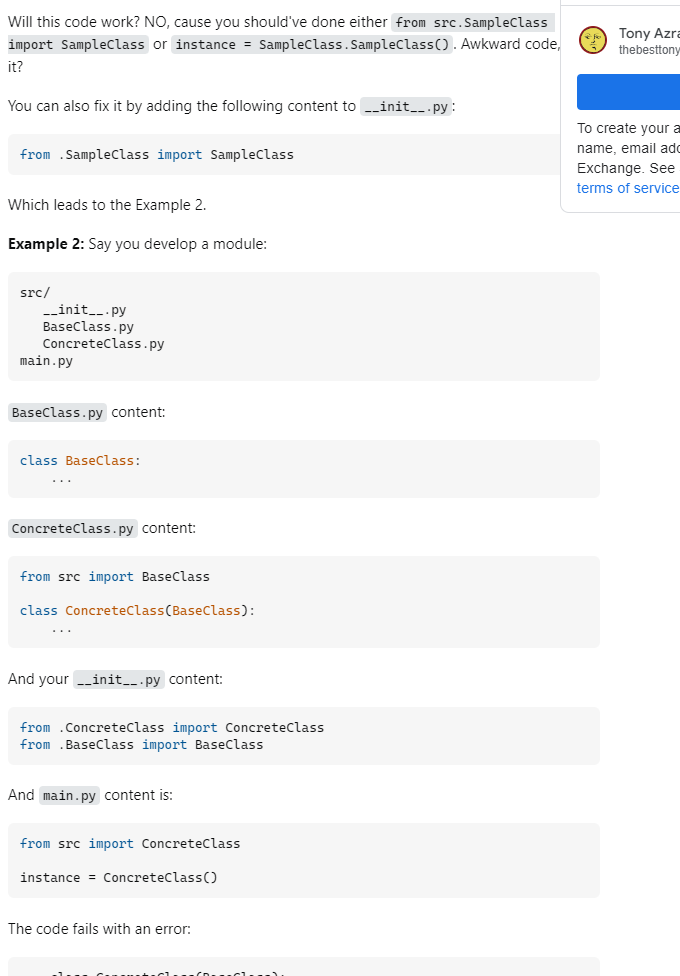 Will this code work? NO, cause you should've done either from src.SampleClass
import SampleClass or instance = SampleClass.SampleClass(). Awkward code,
it?
You can also fix it by adding the following content to __init__.py:
from .SampleClass import SampleClass
Which leads to the Example 2.
Example 2: Say you develop a module:
src/
__init__.py
BaseClass.py
ConcreteClass.py
main.py
BaseClass.py content:
class BaseClass:
...
ConcreteClass.py content:
from src import BaseClass
class ConcreteClass(BaseClass):
...
And your __init__.py content:
from .ConcreteClass import ConcreteClass
from .BaseClass import BaseClass
And main.py content is:
from src import ConcreteClass
instance = ConcreteClass()
The code fails with an error:
class ConcreteClass(BaseClass):
Tony Azra
thebesttony
To create your a
name, email add
Exchange. See
terms of service